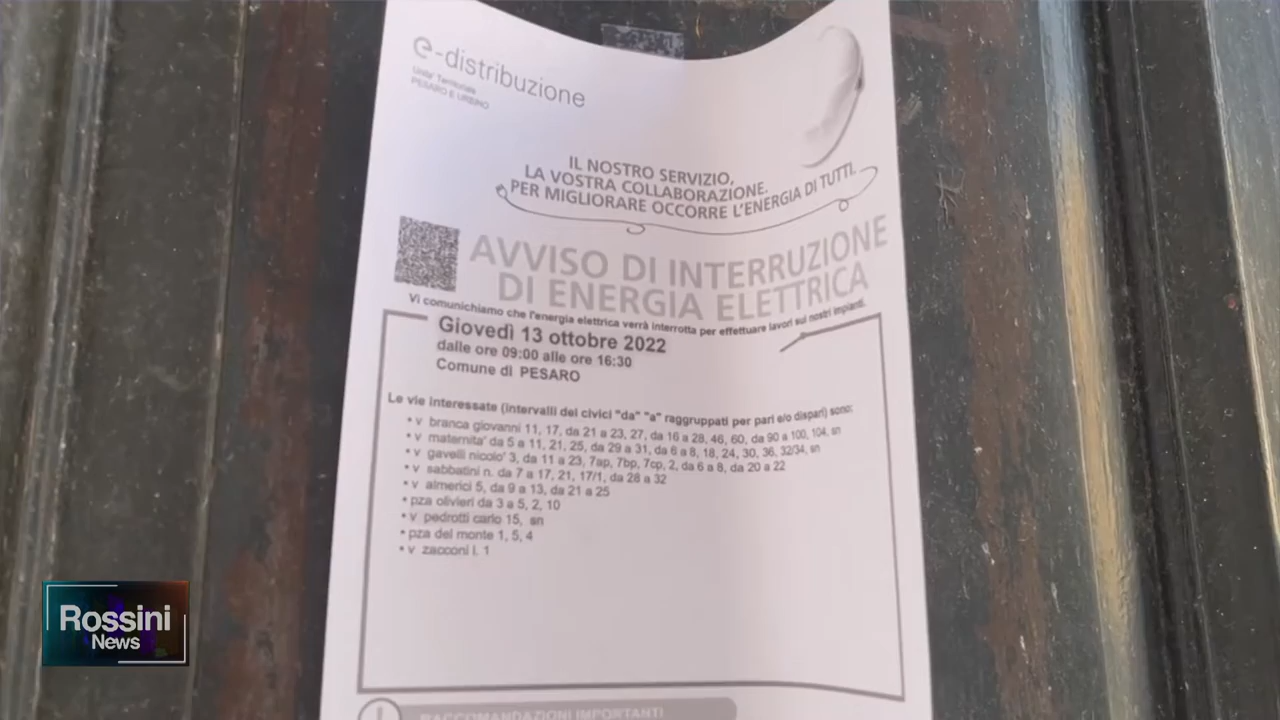 e-distribuzione
Unita' Territoriale
PESARO E URBINO
IL NOSTRO SERVIZIO,
LA VOSTRA COLLABORAZIONE.
PER MIGLIORARE OCCORRE L'ENERGIA DI TUTTI.
AVVISO DI INTERRUZIONE
DI ENERGIA ELETTRICA
Vi comunichiamo che l'energia elettrica verrà interrotta per effettuare lavori sui nostri impianti.
Giovedì 13 ottobre 2022
dalle ore 09:00 alle ore 16:30
Comune di PESARO
Le vie interessate (intervalli dei civici "da" "a" raggruppati per pari e/o dispari) sono:
• v branca giovanni 11, 17, da 21 a 23, 27, da 16 a 28, 46, 60, da 90 a 100, 104, sn
• v maternita' da 5 a 11, 21, 25, da 29 a 31, da 6 a 8, 18, 24, 30, 36, 32/34, sn
• v gavelli nicolo' 3, da 11 a 23, 7ap, 7bp, 7cp, 2, da 6 a 8, da 20 a 22
• v sabbatini n. da 7 a 17, 21, 17/1, da 28 a 32
• v almerici 5, da 9 a 13, da 21 a 25
• pza olivieri da 3 a 5, 2, 10
• v pedrotti carlo 15, sn
• pza del monte 1, 5, 4
• v zacconi l. 1
RACCOMANDAZIONI IMPORTANTI
Rossini
News